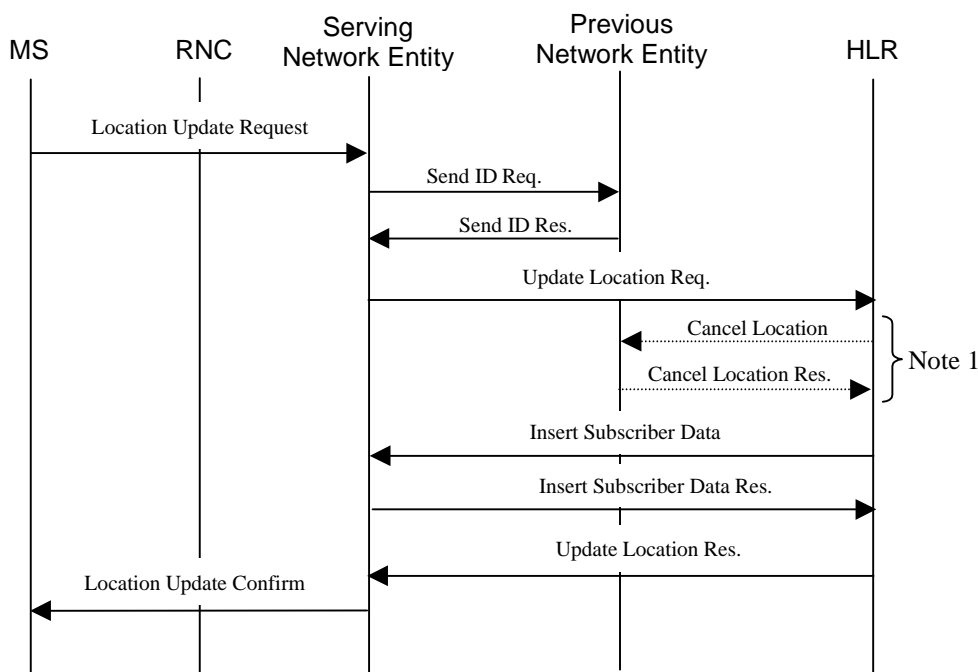 MS
RNC
Serving
Network Entity
Previous
Network Entity
HLR
Location Update Request
Send ID Req.
Send ID Res.
Update Location Req.
Cancel Location
Cancel Location Res.
Note 1
Insert Subscriber Data
Insert Subscriber Data Res.
Update Location Res.
Location Update Confirm